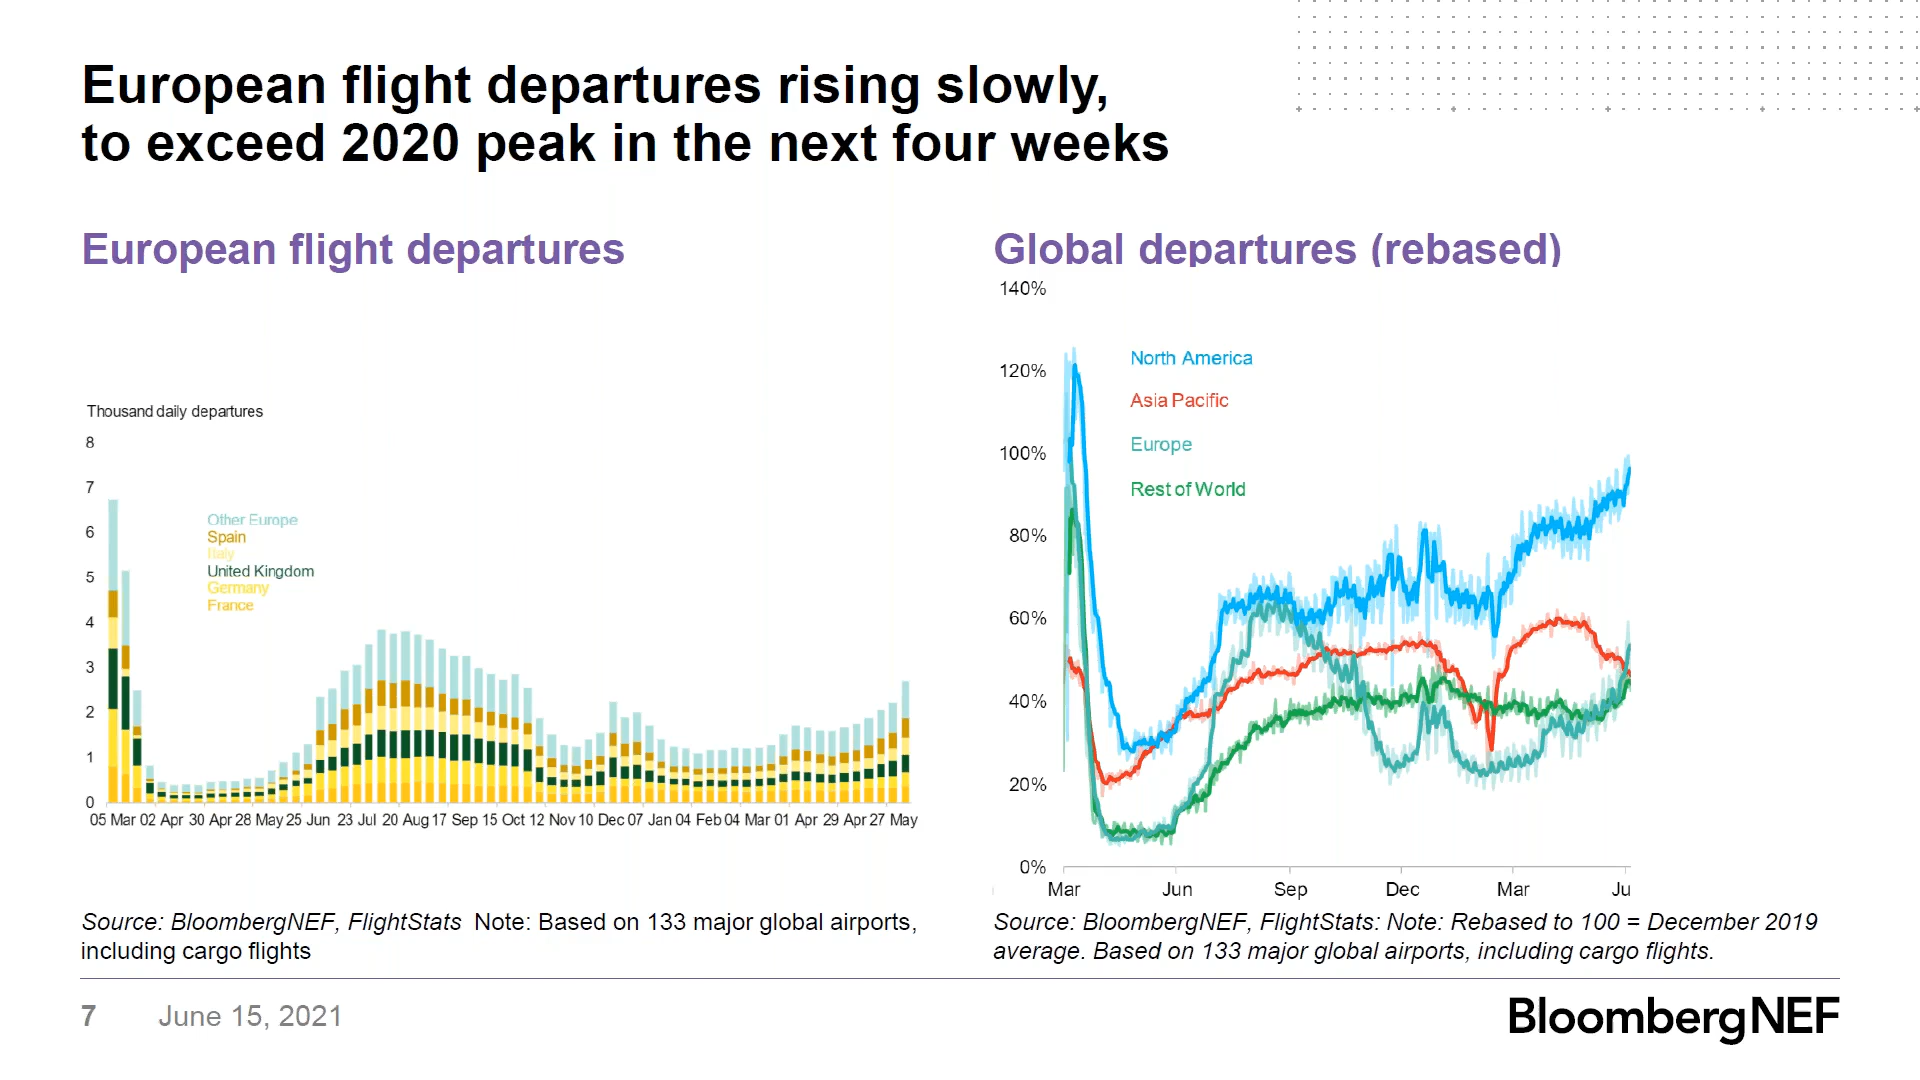 European flight departures rising slowly,
to exceed 2020 peak in the next four weeks
European flight departures
Thousand daily departures
8
7
6
5
4
3
2
1
0
Other Europe
Spain
Italy
United Kingdom
Germany
France
05 Mar 02 Apr 30 Apr 28 May 25 Jun 23 Jul 20 Aug 17 Sep 15 Oct 12 Nov 10 Dec 07 Jan 04 Feb 04 Mar 01 Apr 29 Apr 27 May
Source: BloombergNEF, FlightStats Note: Based on 133 major global airports,
including cargo flights
Global departures (rebased)
140%
120%
100%
80%
60%
40%
20%
0%
North America
Asia Pacific
Europe
Rest of World
Mar Jun Sep Dec Mar Ju
Source: BloombergNEF, FlightStats: Note: Rebased to 100 = December 2019
average. Based on 133 major global airports, including cargo flights.
7 June 15, 2021
BloombergNEF